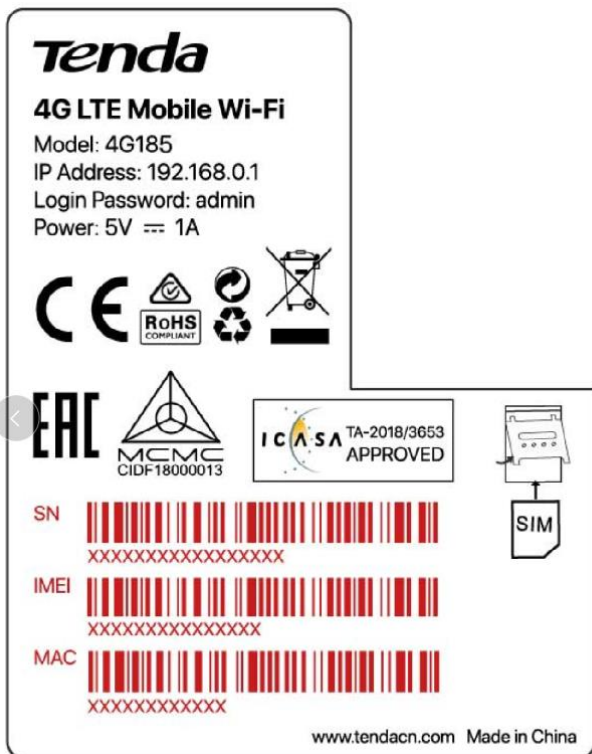 Tenda
4G LTE Mobile Wi-Fi
Model: 4G185
IP Address: 192.168.0.1
Login Password: admin
Power: 5V ⎓ 1A
CE
RoHS
COMPLIANT
EAC
MCMC
CIDF18000013
ICASA TA-2018/3653
APPROVED
SIM
SN
XXXXXXXXXXXXXXXXX
IMEI
XXXXXXXXXXXXXXX
MAC
XXXXXXXXXXXX
www.tendacn.com Made in China